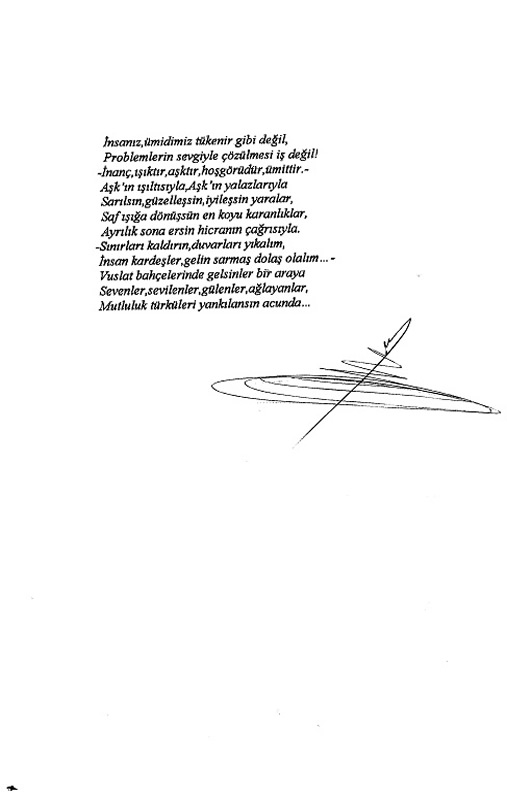 İnsanız,ümidimiz tükenir gibi değil,
Problemlerin sevgiyle çözülmesi iş değil!
-İnanç,ışıktır,aşktır,hoşgörüdür,ümittir.-
Aşk'ın ışıltısıyla,Aşk'ın yalazlarıyla
Sarılsın,güzelleşsin,iyileşsin yaralar,
Saf ışığa dönüşsün en koyu karanlıklar,
Ayrılık sona ersin hicranın çağrısıyla.
-Sınırları kaldırın,duvarları yıkalım,
İnsan kardeşler,gelin sarmaş dolaş olalım...-
Vuslat bahçelerinde gelsinler bir araya
Sevenler,sevilenler,gülenler,ağlayanlar,
Mutluluk türküleri yankılansın acunda...